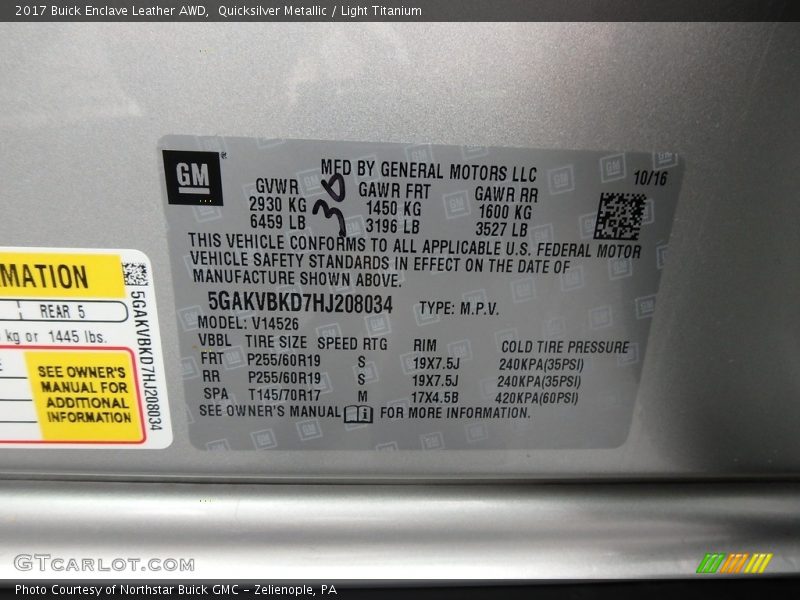 2017 Buick Enclave Leather AWD,  Quicksilver Metallic / Light Titanium
GM
MFD BY GENERAL MOTORS LLC
10/16
GVWR GAWR FRT GAWR RR
2930 KG 1450 KG 1600 KG
6459 LB 3196 LB 3527 LB
30
THIS VEHICLE CONFORMS TO ALL APPLICABLE U.S. FEDERAL MOTOR
VEHICLE SAFETY STANDARDS IN EFFECT ON THE DATE OF
MANUFACTURE SHOWN ABOVE.
5GAKVBKD7HJ208034 TYPE: M.P.V.
MODEL: V14526
VBBL TIRE SIZE SPEED RTG RIM COLD TIRE PRESSURE
FRT P255/60R19 S 19X7.5J 240KPA(35PSI)
RR P255/60R19 S 19X7.5J 240KPA(35PSI)
SPA T145/70R17 M 17X4.5B 420KPA(60PSI)
SEE OWNER'S MANUAL FOR MORE INFORMATION.
MATION
REAR 5
kg or 1445 lbs.
SEE OWNER'S
MANUAL FOR
ADDITIONAL
INFORMATION
5GAKVBKD7HJ208034
GTCARLOT.COM
Photo Courtesy of Northstar Buick GMC - Zelienople, PA